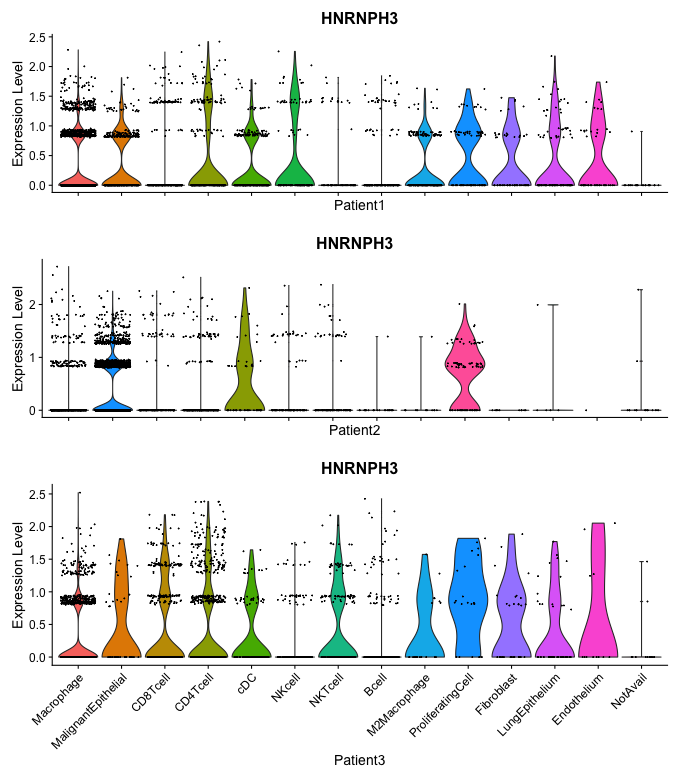 HNRNPH3
Expression Level
2.5
2.0
1.5
1.0
0.5
0.0
Patient1
HNRNPH3
Expression Level
2
1
0
Patient2
HNRNPH3
Expression Level
2.5
2.0
1.5
1.0
0.5
0.0
Macrophage
MalignantEpithelial
CD8Tcell
CD4Tcell
cDC
NKcell
NKTcell
Bcell
M2Macrophage
ProliferatingCell
Fibroblast
LungEpithelium
Endothelium
NotAvail
Patient3